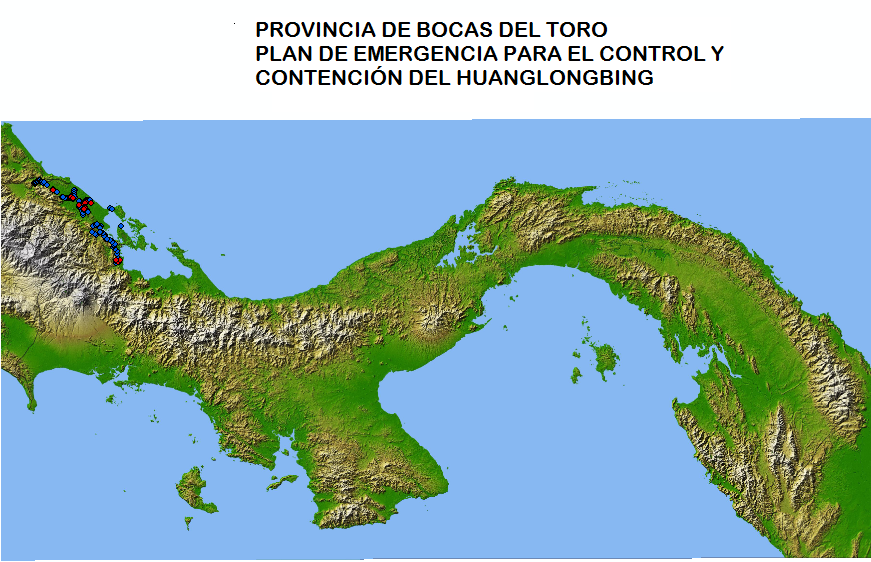 PROVINCIA DE BOCAS DEL TORO
PLAN DE EMERGENCIA PARA EL CONTROL Y
CONTENCIÓN DEL HUANGLONGBING